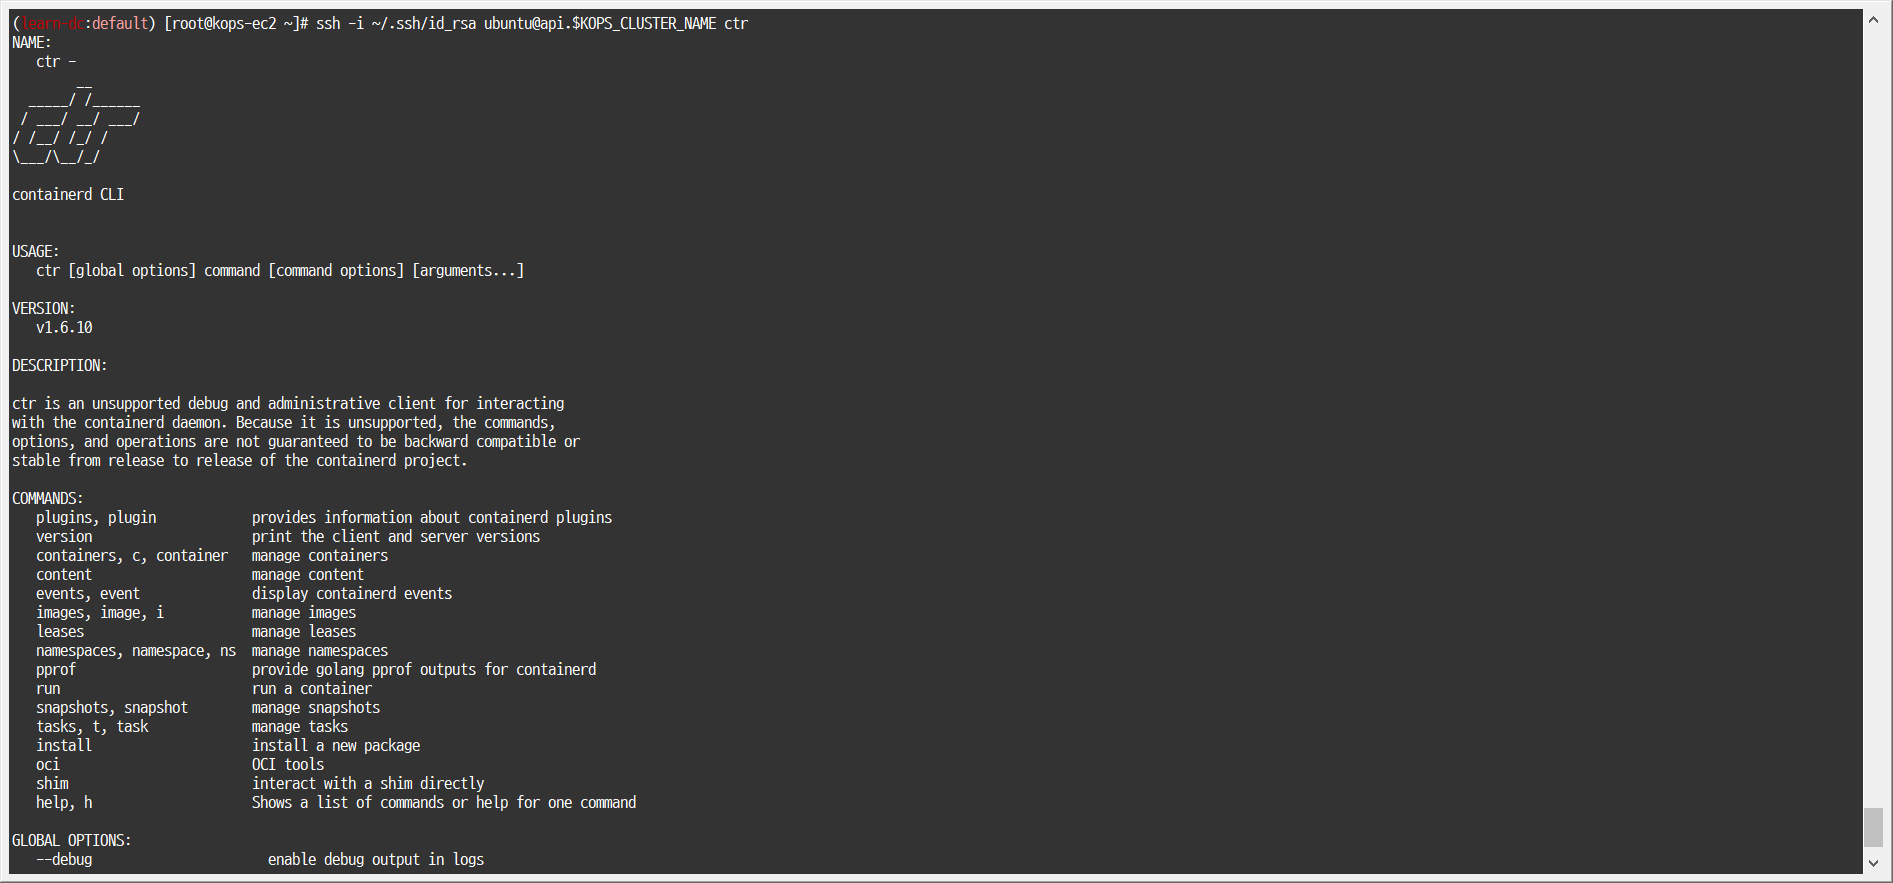 (learn-dc:default) [root@kops-ec2 ~]# ssh -i ~/.ssh/id_rsa ubuntu@api.$KOPS_CLUSTER_NAME ctr
NAME:
   ctr -
        __
  _____/ /______
 / ___/ __/ ___/
/ /__/ /_/ /
\___/\__/_/

containerd CLI


USAGE:
   ctr [global options] command [command options] [arguments...]

VERSION:
   v1.6.10

DESCRIPTION:

ctr is an unsupported debug and administrative client for interacting
with the containerd daemon. Because it is unsupported, the commands,
options, and operations are not guaranteed to be backward compatible or
stable from release to release of the containerd project.

COMMANDS:
   plugins, plugin            provides information about containerd plugins
   version                    print the client and server versions
   containers, c, container   manage containers
   content                    manage content
   events, event              display containerd events
   images, image, i           manage images
   leases                     manage leases
   namespaces, namespace, ns  manage namespaces
   pprof                      provide golang pprof outputs for containerd
   run                        run a container
   snapshots, snapshot        manage snapshots
   tasks, t, task             manage tasks
   install                    install a new package
   oci                        OCI tools
   shim                       interact with a shim directly
   help, h                    Shows a list of commands or help for one command

GLOBAL OPTIONS:
   --debug                      enable debug output in logs